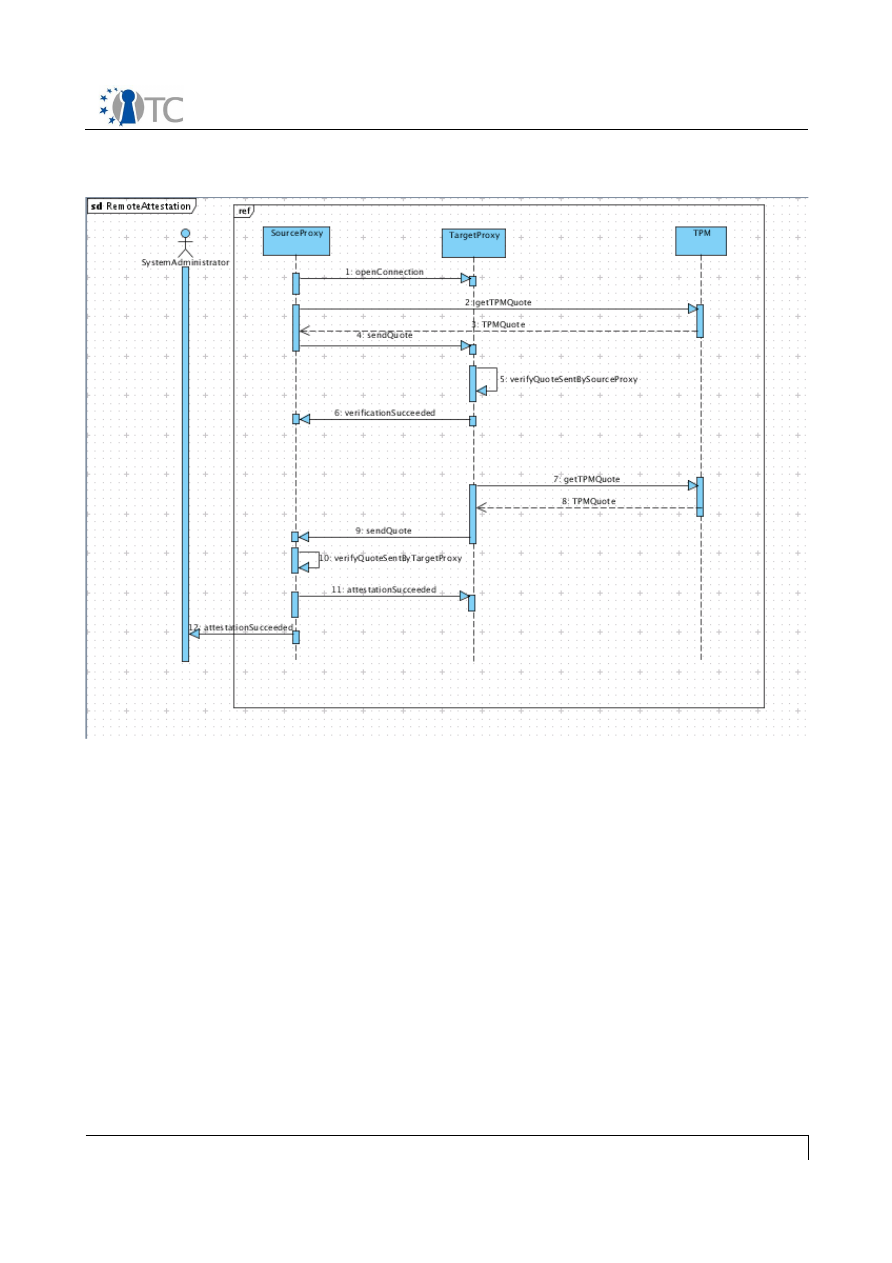 TC
sd RemoteAttestation
ref
SourceProxy
TargetProxy
TPM
SystemAdministrator
1: openConnection
2: getTPMQuote
3: TPMQuote
4: sendQuote
5: verifyQuoteSentBySourceProxy
6: verificationSucceeded
7: getTPMQuote
8: TPMQuote
9: sendQuote
10: verifyQuoteSentByTargetProxy
11: attestationSucceeded
12: attestationSucceeded